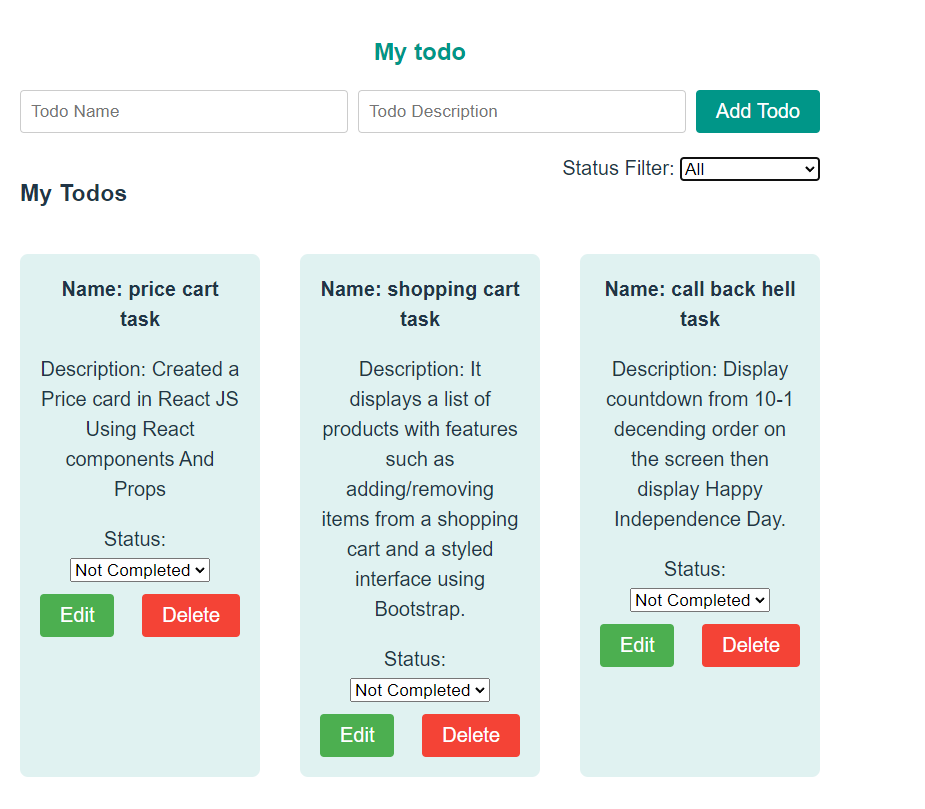 My todo
Todo Name
Todo Description
Add Todo
Status Filter: All
My Todos
Name: price cart
task
Description: Created a
Price card in React JS
Using React
components And
Props
Status:
Not Completed
Edit
Delete
Name: shopping cart
task
Description: It
displays a list of
products with features
such as
adding/removing
items from a shopping
cart and a styled
interface using
Bootstrap.
Status:
Not Completed
Edit
Delete
Name: call back hell
task
Description: Display
countdown from 10-1
decending order on
the screen then
display Happy
Independence Day.
Status:
Not Completed
Edit
Delete